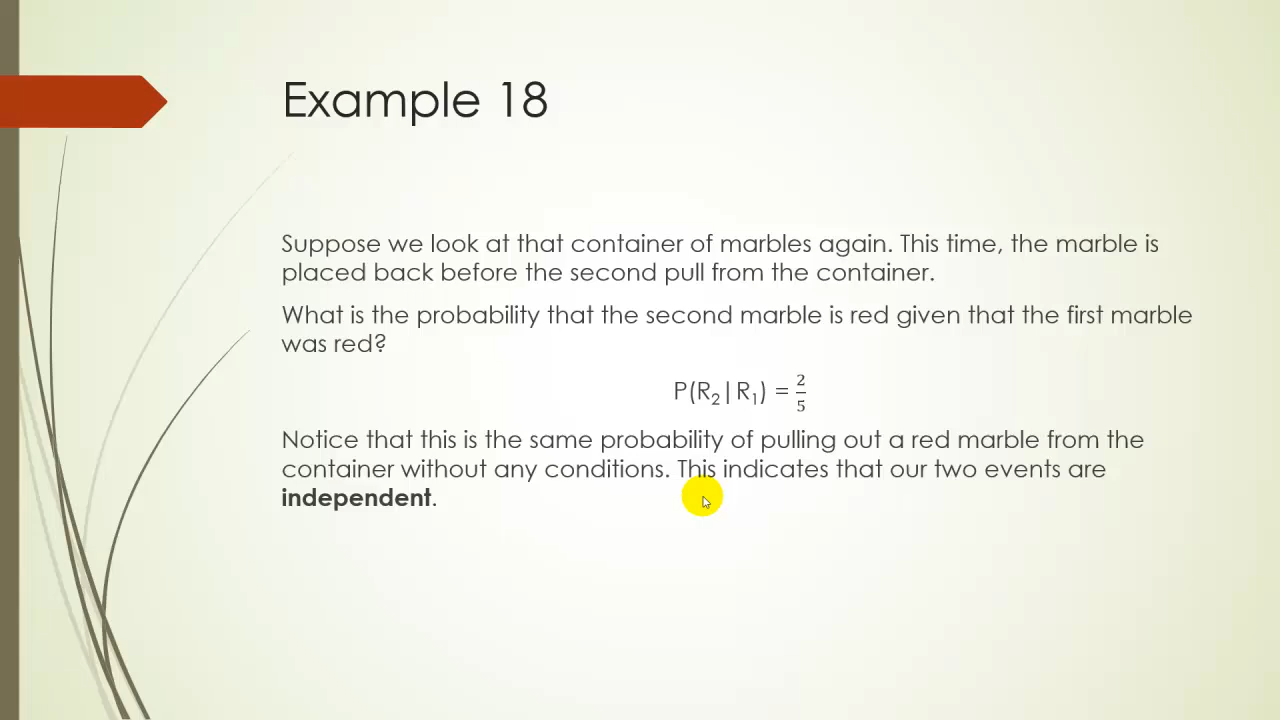 Example 18
Suppose we look at that container of marbles again. This time, the marble is
placed back before the second pull from the container.
What is the probability that the second marble is red given that the first marble
was red?
P(R₂|R₁) = 2/5
Notice that this is the same probability of pulling out a red marble from the
container without any conditions. This indicates that our two events are
independent.